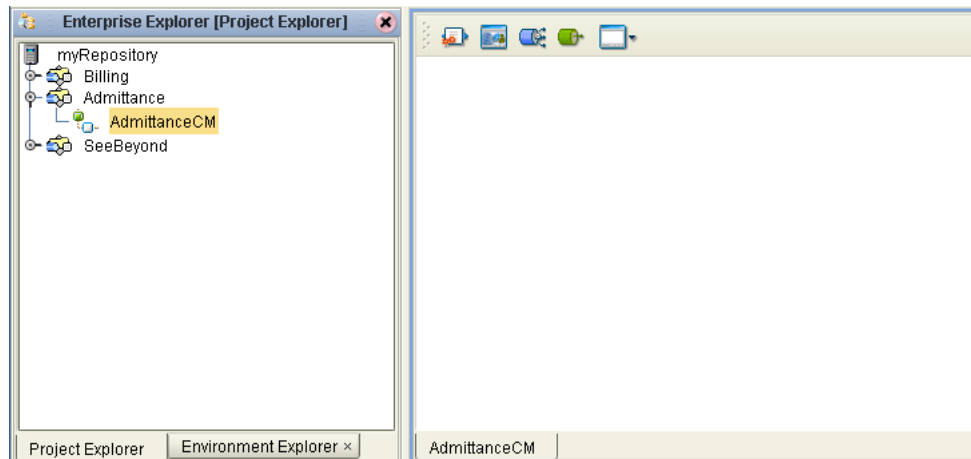 Enterprise Explorer [Project Explorer]
myRepository
Billing
Admittance
AdmittanceCM
SeeBeyond
Project Explorer
Environment Explorer ×
AdmittanceCM